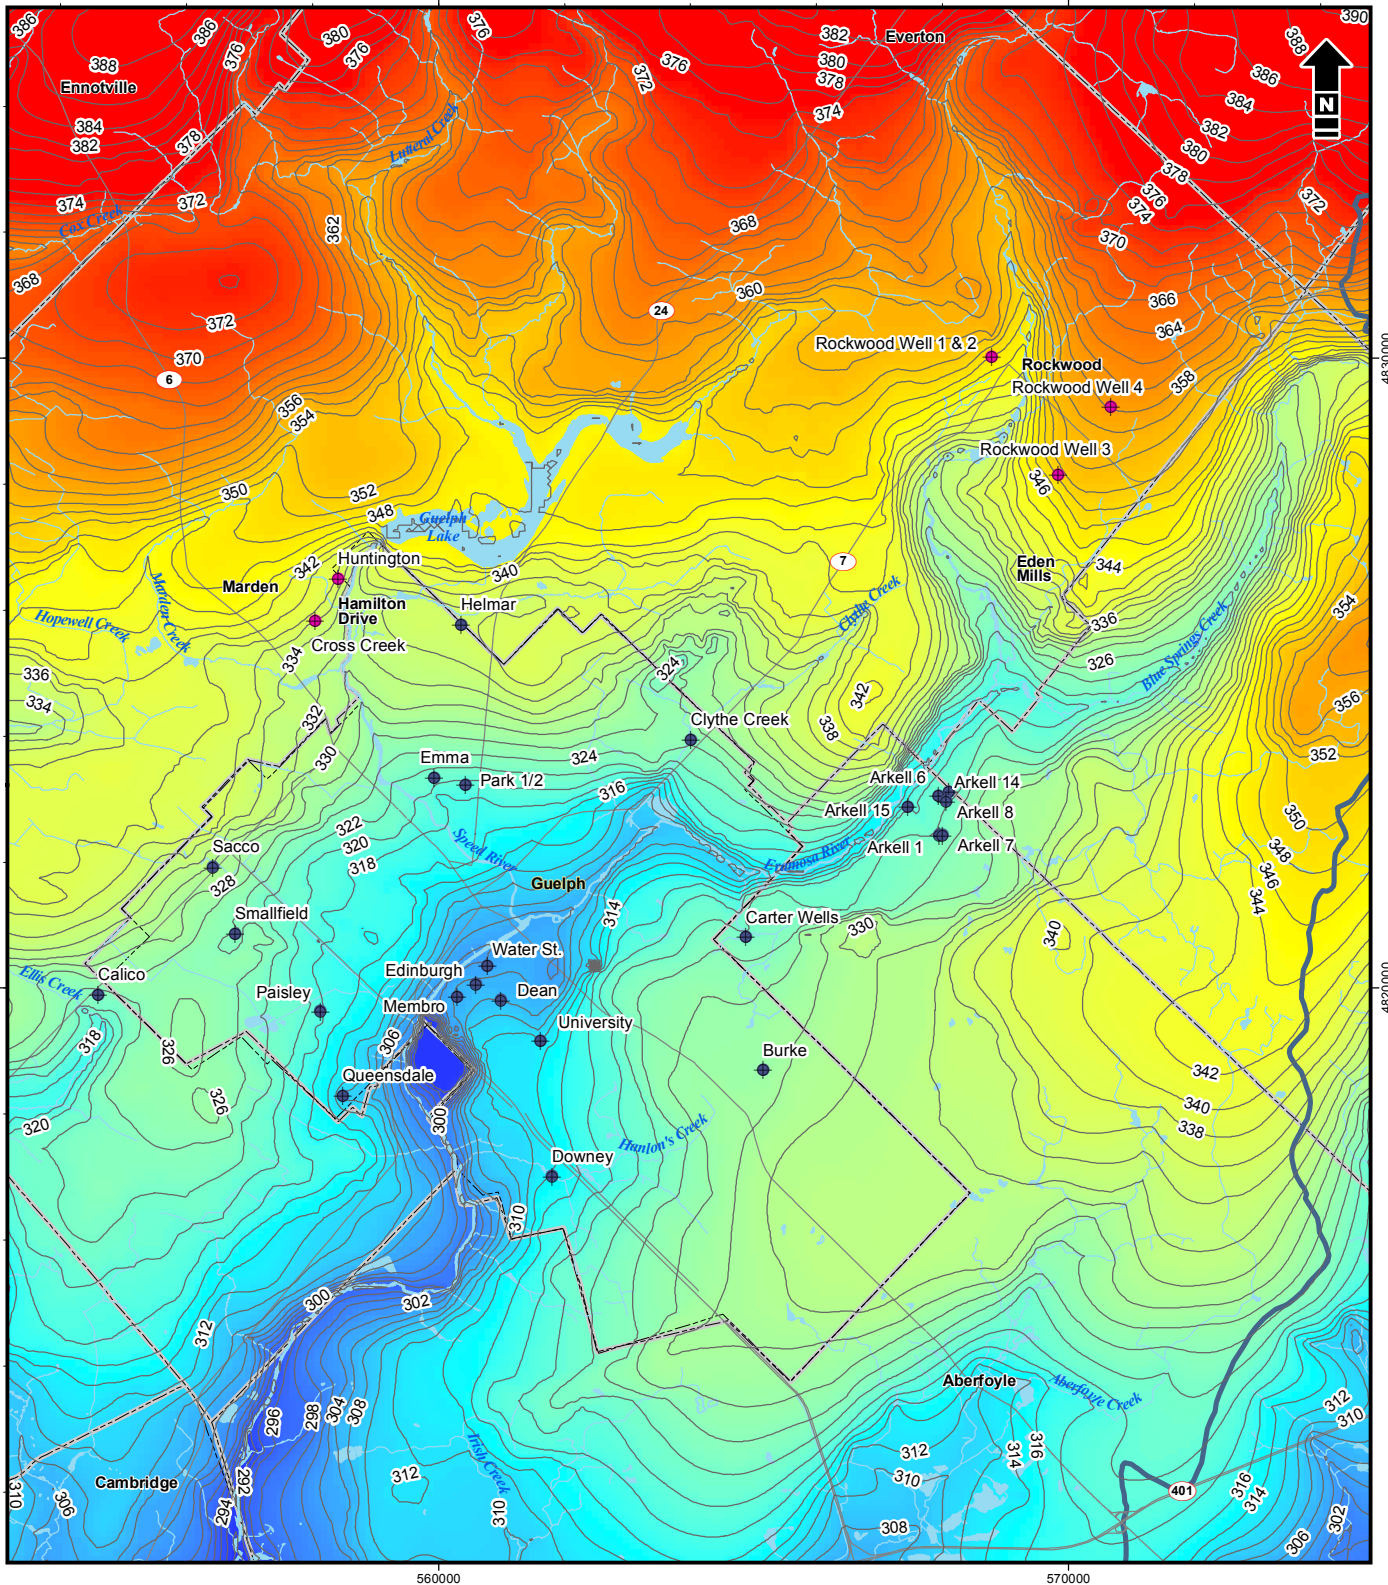 386
388
Ennotville
384
382
386
376
380
376
376
376
372
382
380
378
374
Everton
390
388
386
384
382
380
378
376
374
372
370
N
378
374
372
Cox Creek
368
Lutteral Creek
362
368
360
24
372
370
6
356
354
366
364
358
Rockwood Well 1 & 2
Rockwood
Rockwood Well 4
Rockwood Well 3
346
4830000
350
352
348
Guelph
Lake
340
7
Eden
Mills
344
336
326
342
Huntington
Marden
Hamilton
Drive
Helmar
Cross Creek
334
Hopewell Creek
Marden Creek
336
334
332
330
324
Clythe Creek
342
338
Blue Springs Creek
354
356
352
Clythe Creek
324
316
Emma
Park 1/2
Arkell 6
Arkell 14
Arkell 15
Arkell 8
Arkell 1
Arkell 7
Eramosa River
322
320
318
Speed River
Sacco
328
Guelph
314
350
348
346
344
Smallfield
Carter Wells
330
340
Water St.
Edinburgh
Dean
Membro
University
Ellis Creek
Calico
Paisley
4820000
318
326
306
Queensdale
Burke
342
340
338
326
320
300
Hanlon's Creek
Downey
310
300
302
312
296
298
304
308
Aberfoyle
Aberfoyle Creek
312
310
Cambridge
310
306
292
294
312
Irish Creek
310
312
310
308
314
316
401
316
314
306
302
560000
570000